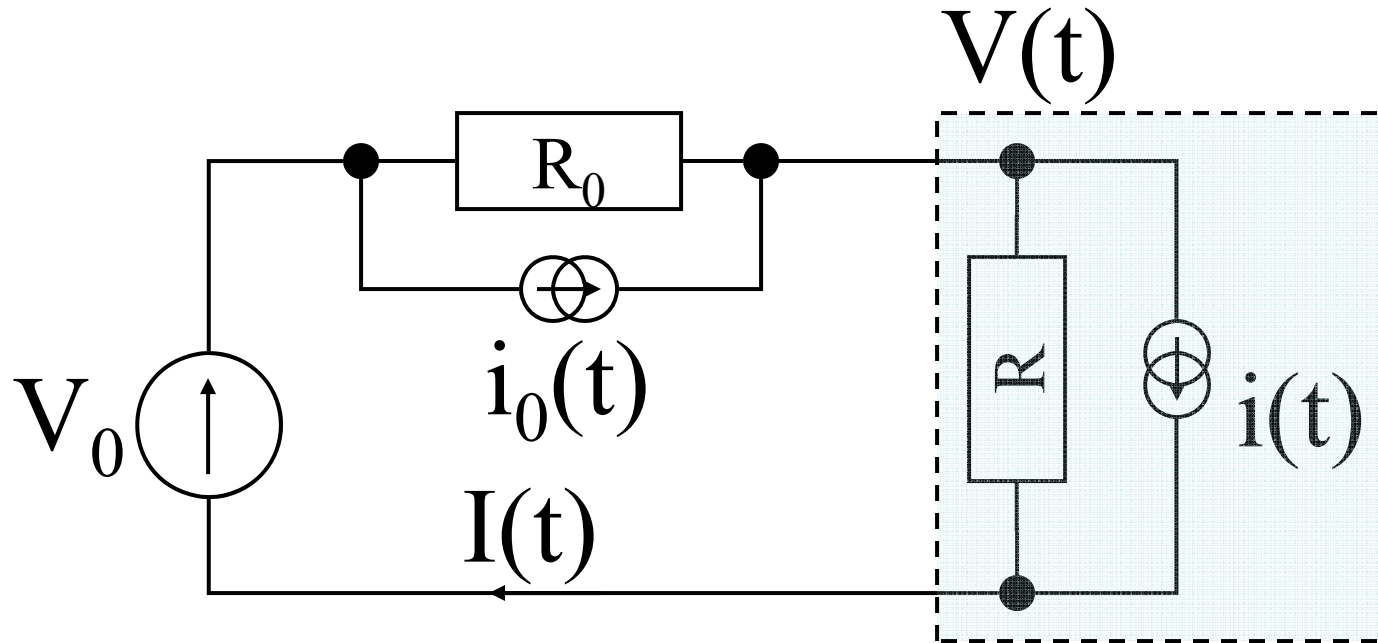 V(t)
R₀
i₀(t)
V₀
R
i(t)
I(t)